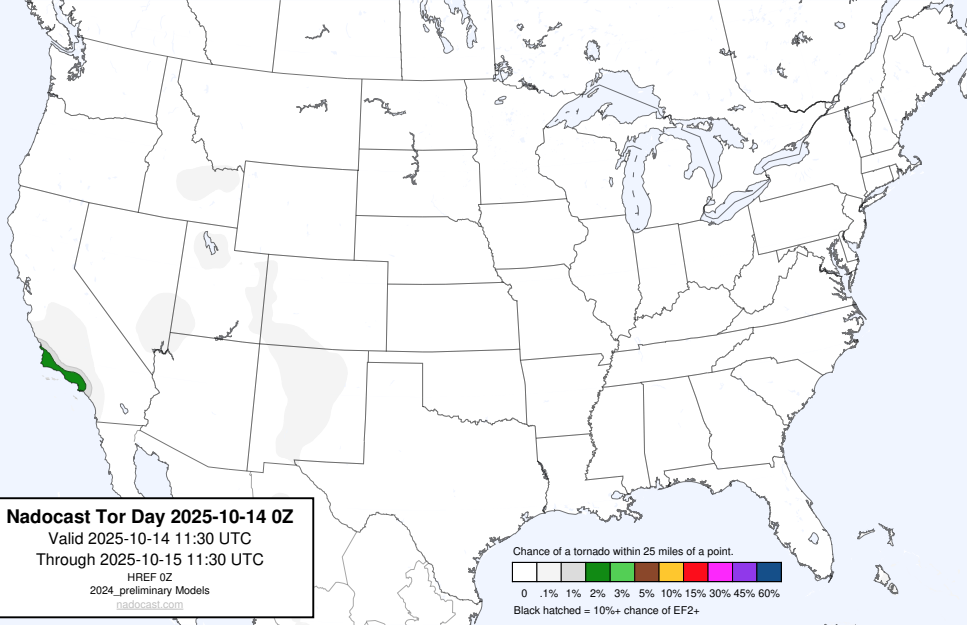 Nadocast Tor Day 2025-10-14 0Z
Valid 2025-10-14 11:30 UTC
Through 2025-10-15 11:30 UTC
HREF 0Z
2024_preliminary Models
nadocast.com
Chance of a tornado within 25 miles of a point.
0 .1% 1% 2% 3% 5% 10% 15% 30% 45% 60%
Black hatched = 10%+ chance of EF2+